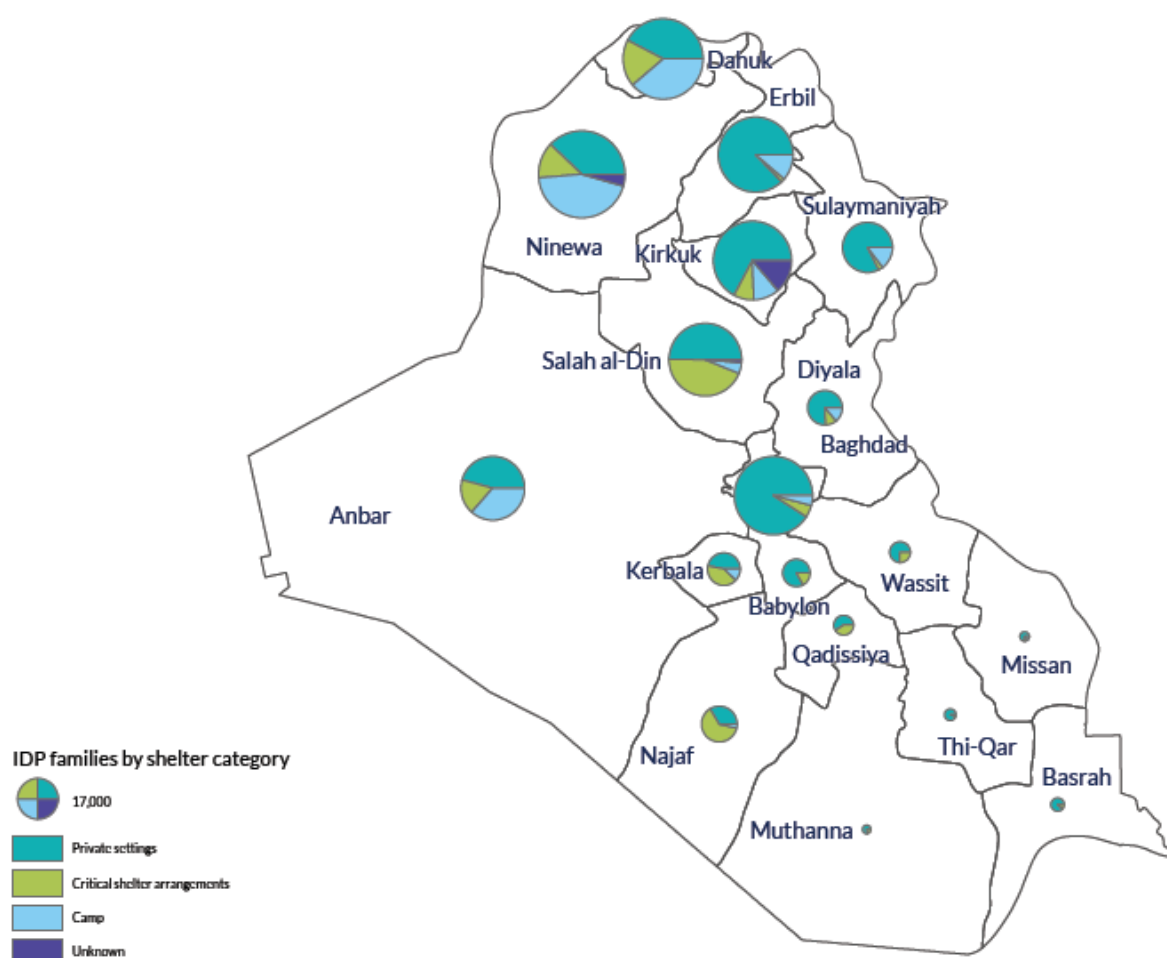 Dahuk
Erbil
Sulaymaniyah
Ninewa
Kirkuk
Salah al-Din
Diyala
Baghdad
Anbar
Kerbala
Babylon
Wassit
Qadissiya
Missan
Najaf
Thi-Qar
Basrah
Muthanna
IDP families by shelter category
17,000
Private settings
Critical shelter arrangements
Camp
Unknown